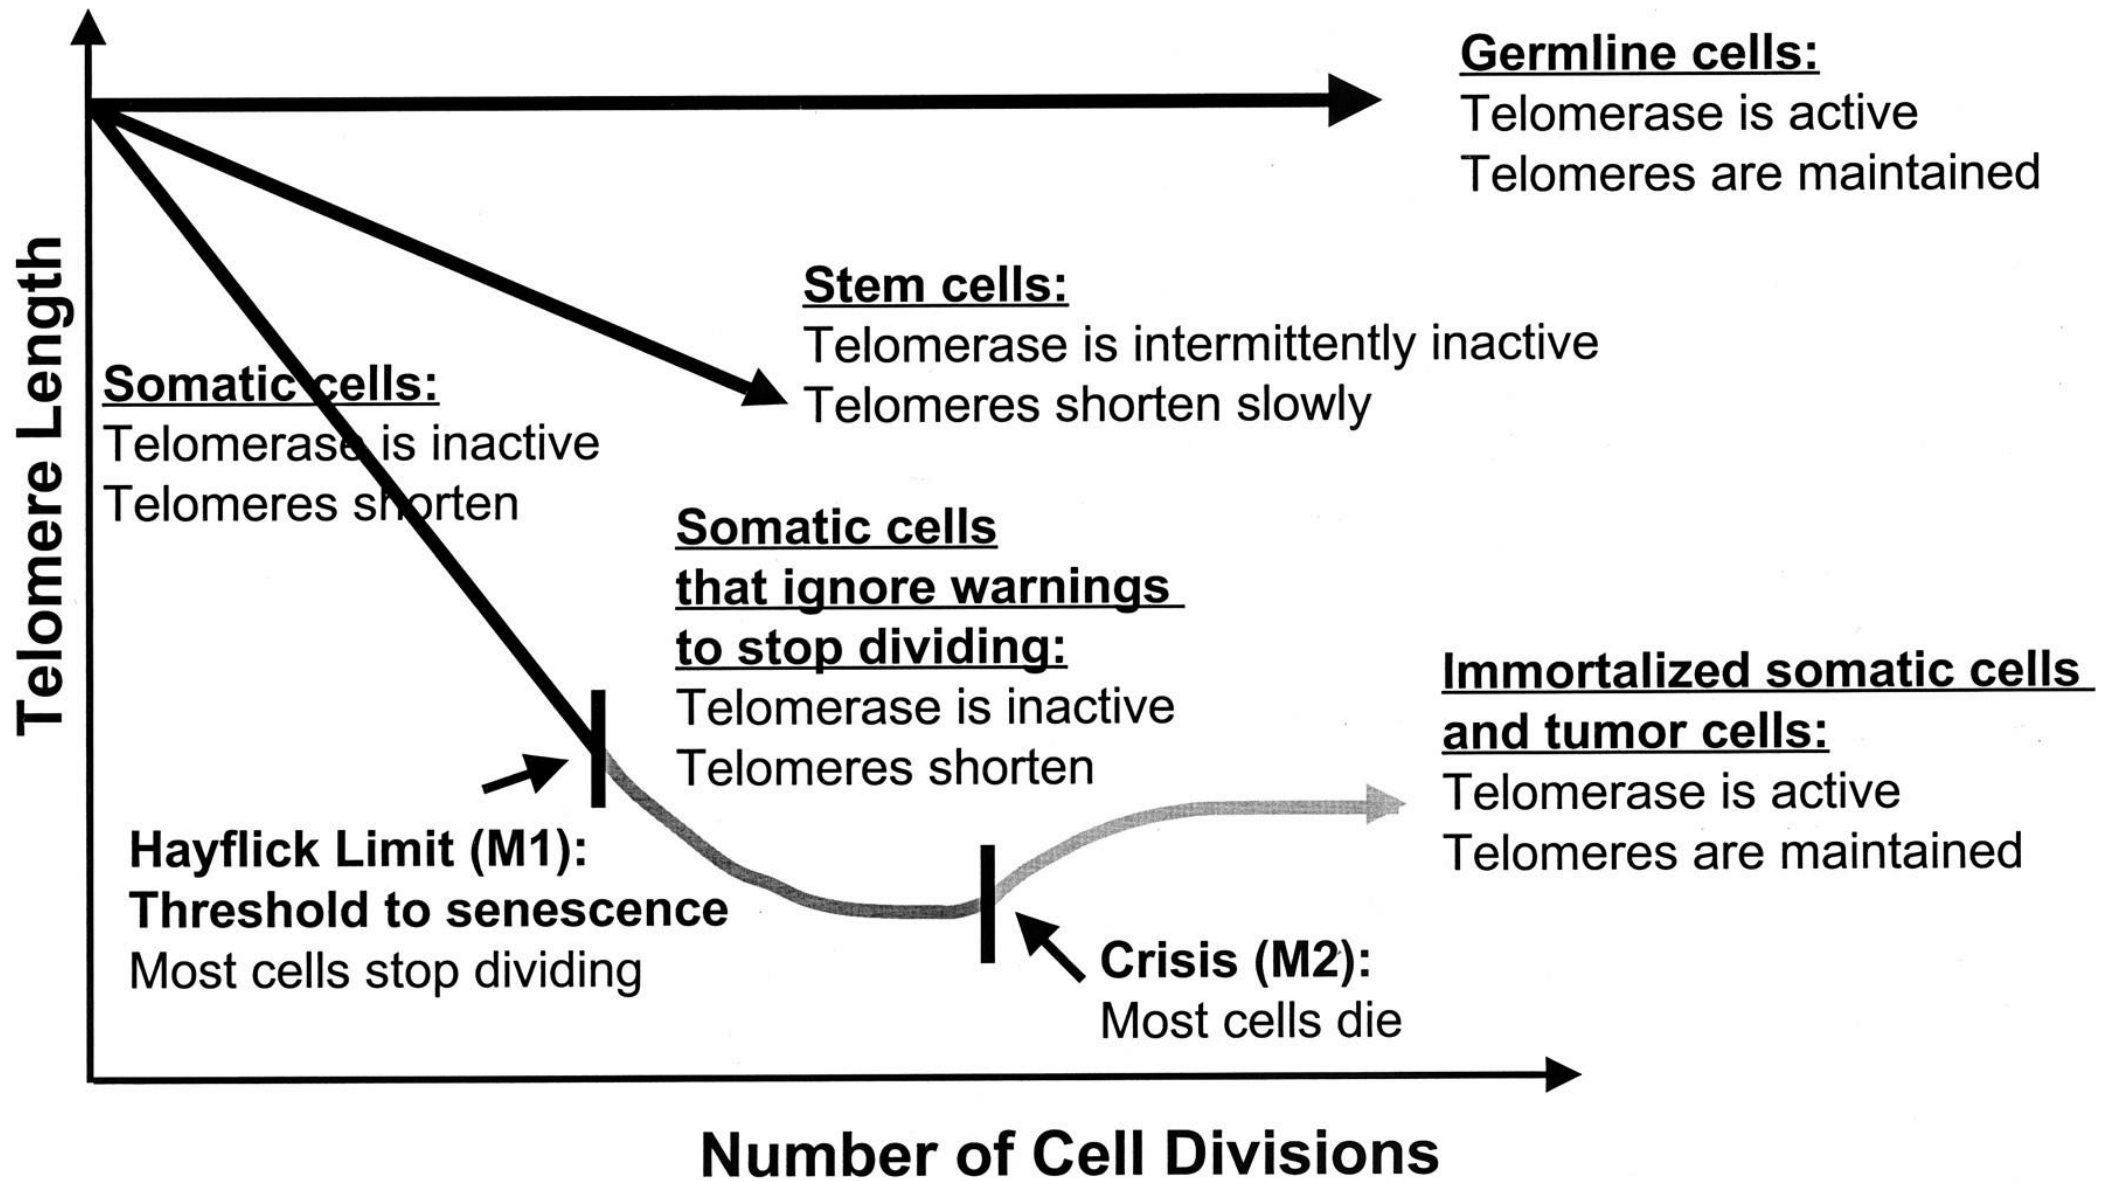 Germline cells:
Telomerase is active
Telomeres are maintained
Stem cells:
Telomerase is intermittently inactive
Telomeres shorten slowly
Somatic cells:
Telomerase is inactive
Telomeres shorten
Somatic cells
that ignore warnings
to stop dividing:
Telomerase is inactive
Telomeres shorten
Immortalized somatic cells
and tumor cells:
Telomerase is active
Telomeres are maintained
Hayflick Limit (M1):
Threshold to senescence
Most cells stop dividing
Crisis (M2):
Most cells die
Telomere Length
Number of Cell Divisions